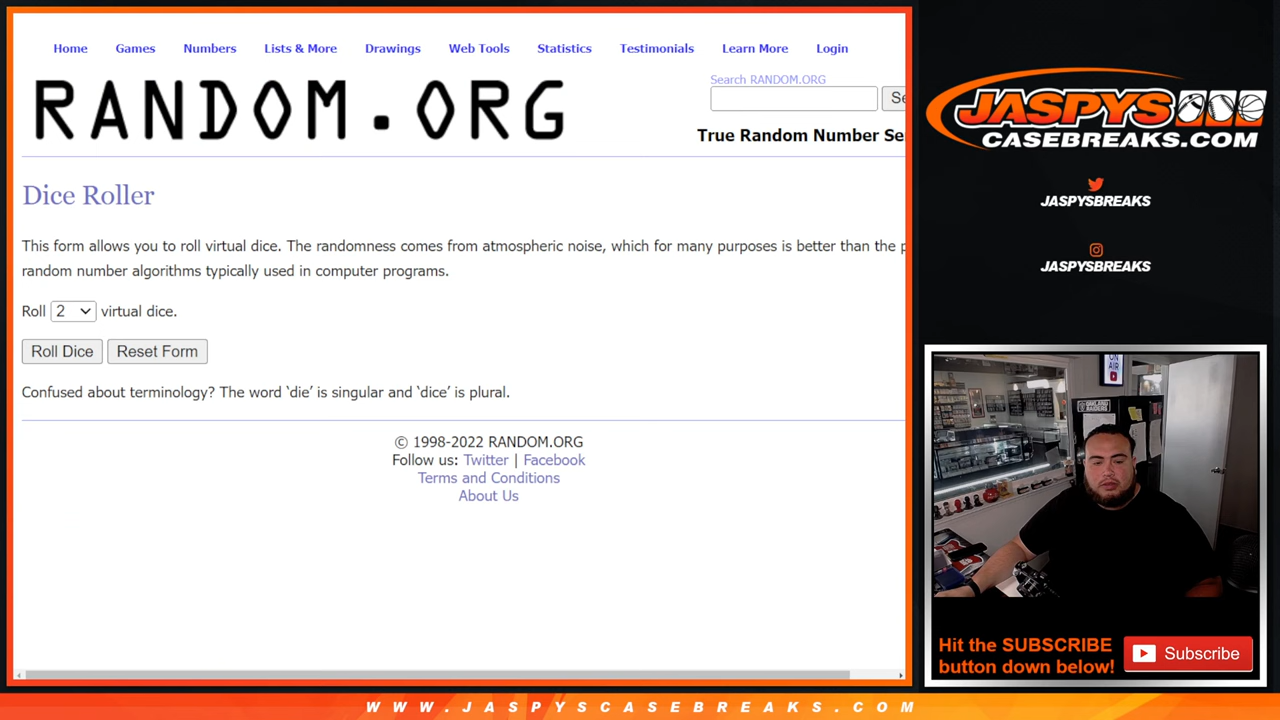 Home Games Numbers Lists & More Drawings Web Tools Statistics Testimonials Learn More Login
RANDOM.ORG
Search RANDOM.ORG
Se
True Random Number Se
Dice Roller
This form allows you to roll virtual dice. The randomness comes from atmospheric noise, which for many purposes is better than the p
random number algorithms typically used in computer programs.
Roll 2 virtual dice.
Roll Dice Reset Form
Confused about terminology? The word ‘die’ is singular and ‘dice’ is plural.
© 1998-2022 RANDOM.ORG
Follow us: Twitter | Facebook
Terms and Conditions
About Us
JASPYS
CASEBREAKS.COM
JASPYSBREAKS
JASPYSBREAKS
ON
AIR
Hit the SUBSCRIBE
button down below!
Subscribe
WWW.JASPYSCASEBREAKS.COM